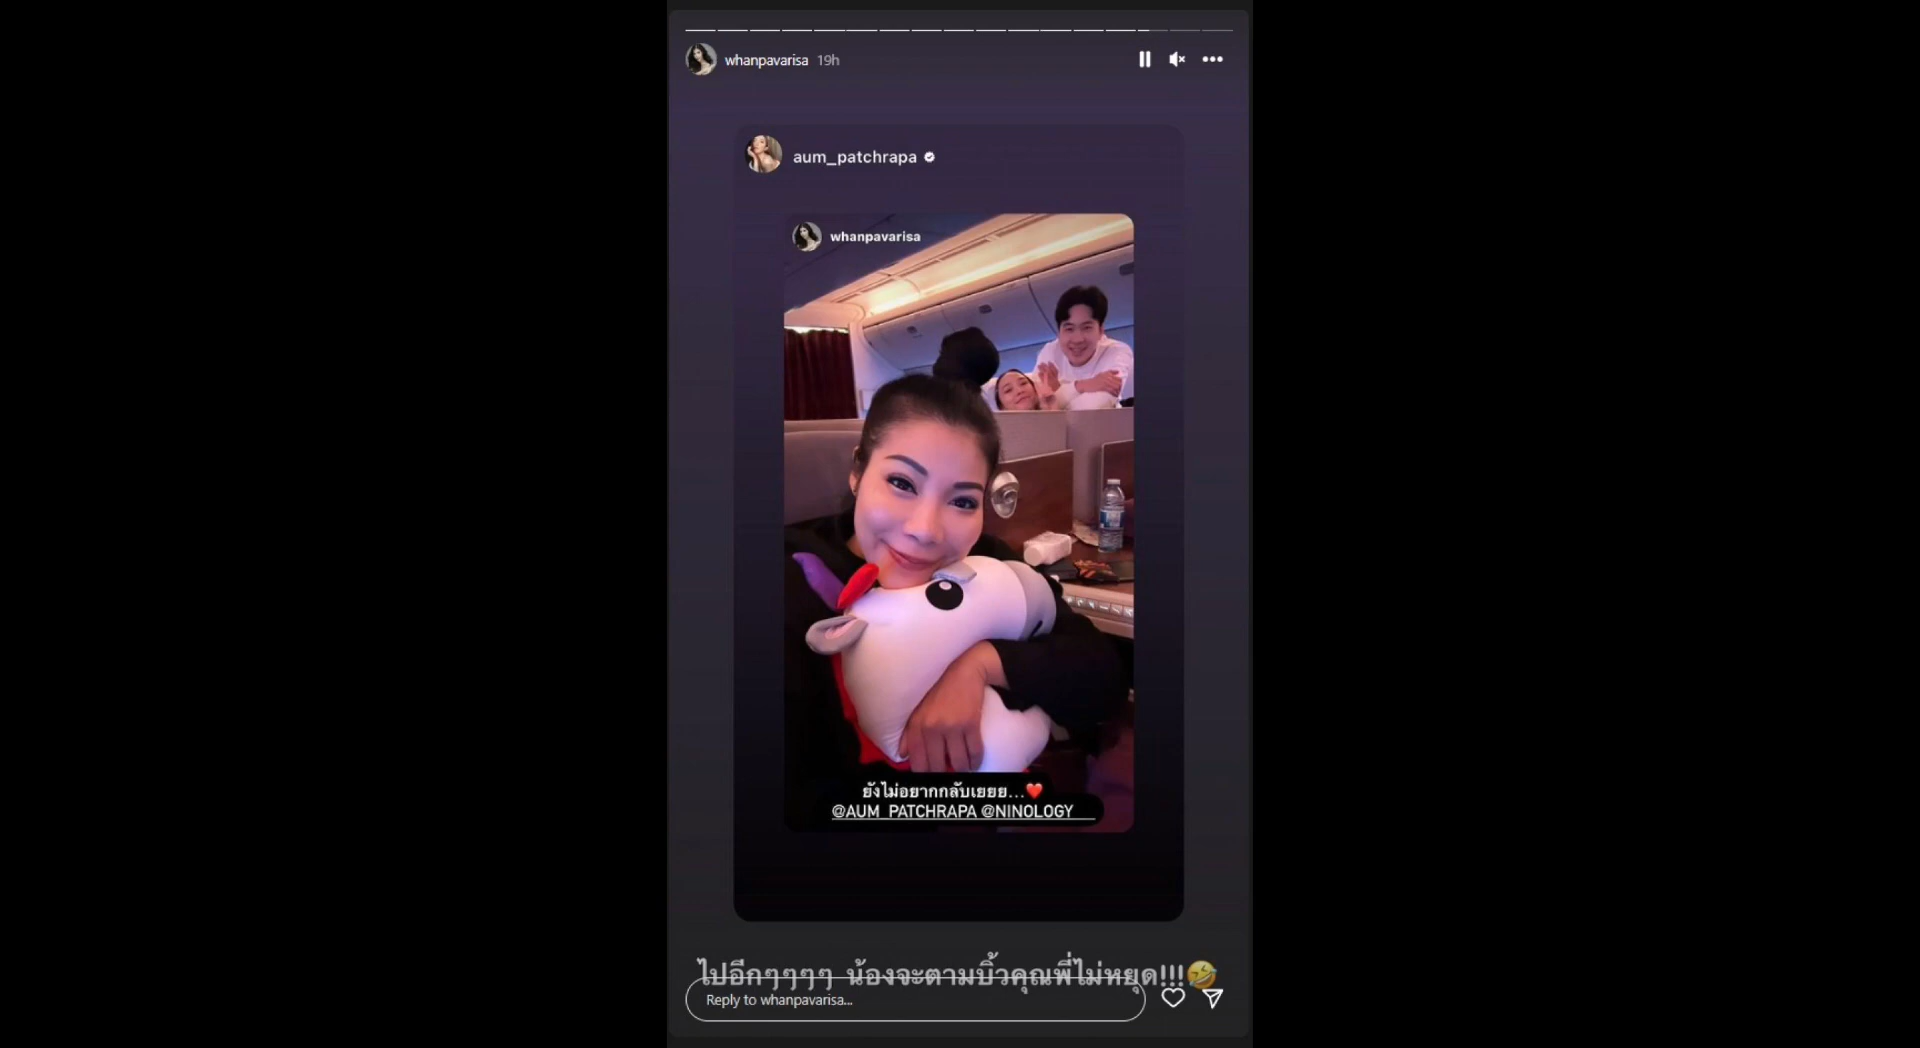 whanpavarisa 19h
aum_patchrapa
whanpavarisa
ยังไม่อยากกลับเยยย...❤️
@AUM_PATCHRAPA @NINOLOGY__
ไปอีกๆๆๆๆ น้องจะตามบิ้วคุณพี่ไม่หยุด!!!🤣
Reply to whanpavarisa...